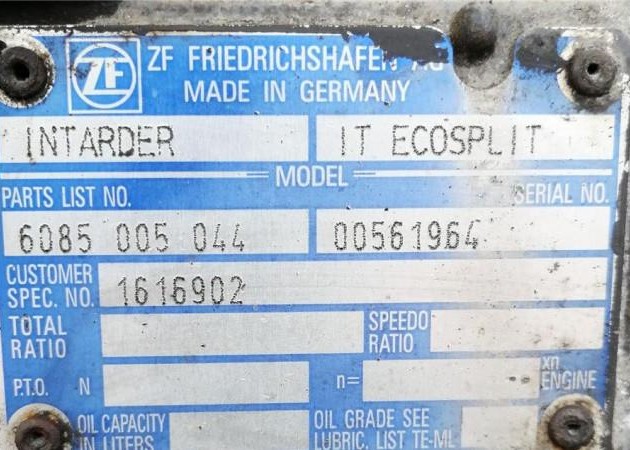 ZF ZF FRIEDRICHSHAFEN AG
MADE IN GERMANY
INTARDER IT ECOSPLIT
MODEL
PARTS LIST NO. SERIAL NO.
6085 005 044 00561964
CUSTOMER
SPEC. NO. 1616902
TOTAL
RATIO
SPEEDO
RATIO
P.T.O. N n= xn
ENGINE
OIL CAPACITY
IN LITERS
OIL GRADE SEE
LUBRIC. LIST TE-ML